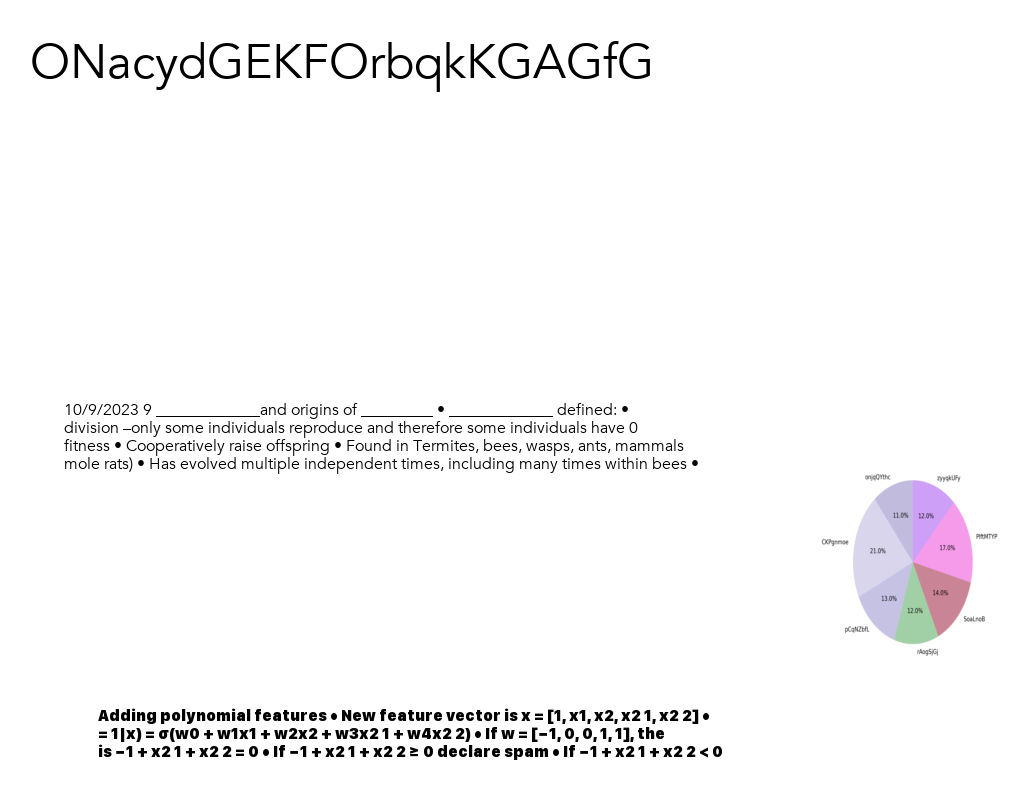 ONacydGEKFOrbqkKGAGfG
10/9/2023 9 _____________and origins of _________ • _____________ defined: •
division –only some individuals reproduce and therefore some individuals have 0
fitness • Cooperatively raise offspring • Found in Termites, bees, wasps, ants, mammals
mole rats) • Has evolved multiple independent times, including many times within bees •
onjqQYthc
zyyqkUFy
11.0%
12.0%
CKPgnmoe
PlftMTYP
21.0%
17.0%
13.0%
14.0%
12.0%
SoaLnoB
pCqNZbfL
rAogSjGj
Adding polynomial features • New feature vector is x = [1, x1, x2, x2 1, x2 2] •
= 1|x) = σ(w0 + w1x1 + w2x2 + w3x2 1 + w4x2 2) • If w = [−1, 0, 0, 1, 1], the
is −1 + x2 1 + x2 2 = 0 • If −1 + x2 1 + x2 2 ≥ 0 declare spam • If −1 + x2 1 + x2 2 < 0